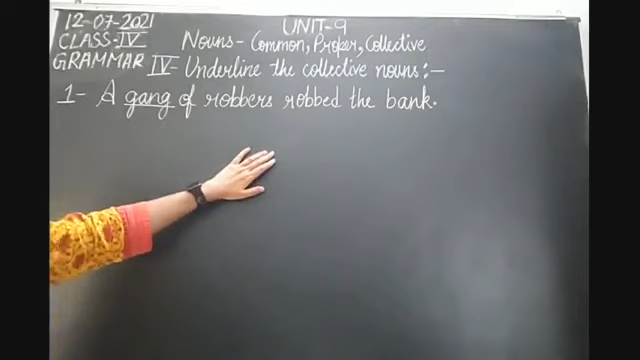 12-07-2021
UNIT-9
CLASS-IV
Nouns- Common, Proper, Collective
GRAMMAR
IV- Underline the collective nouns:-
1- A gang of robbers robbed the bank.